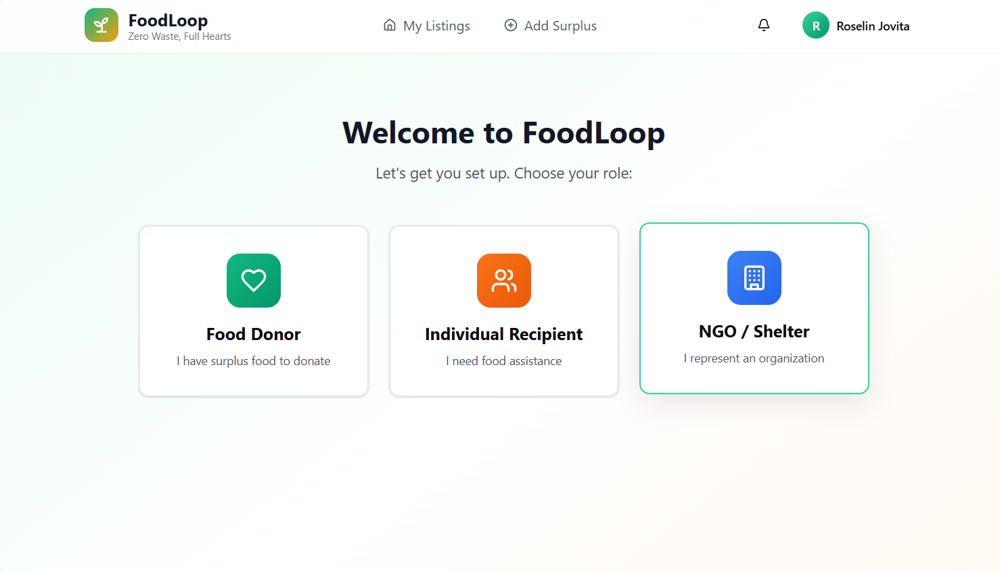 FoodLoop
Zero Waste, Full Hearts
My Listings
Add Surplus
R
Roselin Jovita
Welcome to FoodLoop
Let's get you set up. Choose your role:
Food Donor
I have surplus food to donate
Individual Recipient
I need food assistance
NGO / Shelter
I represent an organization